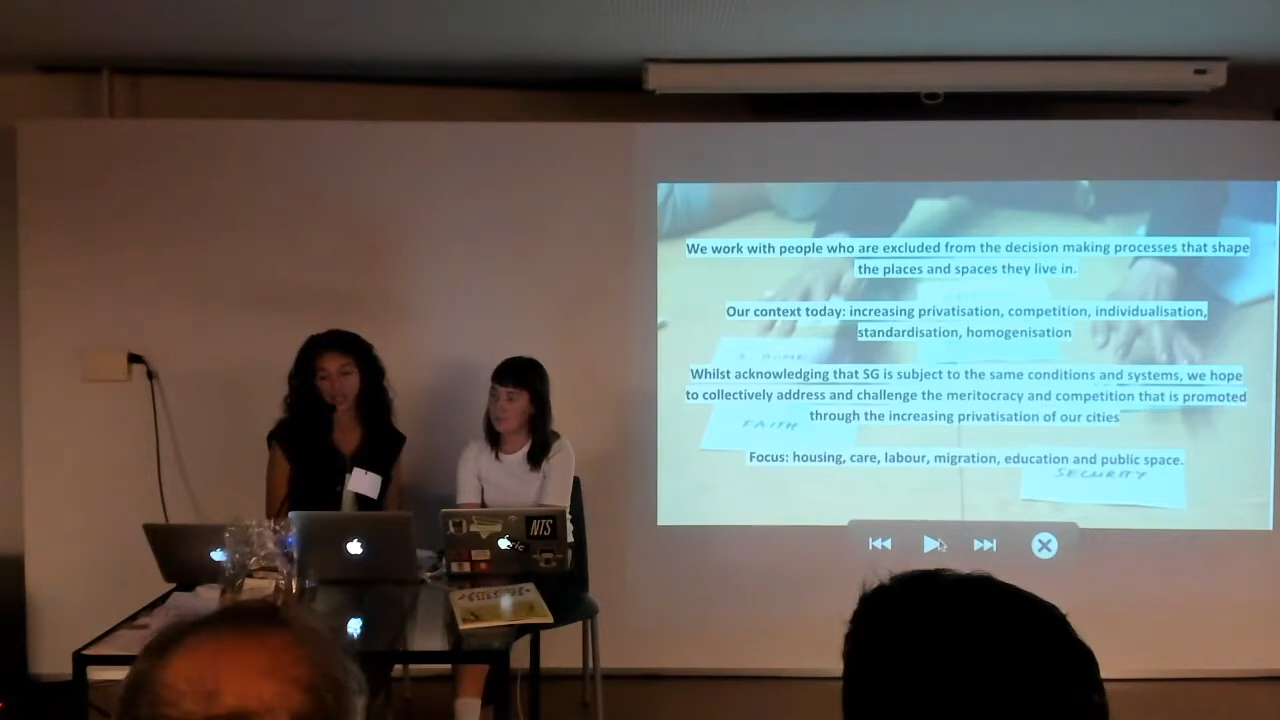 We work with people who are excluded from the decision making processes that shape
the places and spaces they live in.
Our context today: increasing privatisation, competition, individualisation,
standardisation, homogenisation
Whilst acknowledging that SG is subject to the same conditions and systems, we hope
to collectively address and challenge the meritocracy and competition that is promoted
through the increasing privatisation of our cities
Focus: housing, care, labour, migration, education and public space.
A HOME
FAITH
SECURITY
NTS